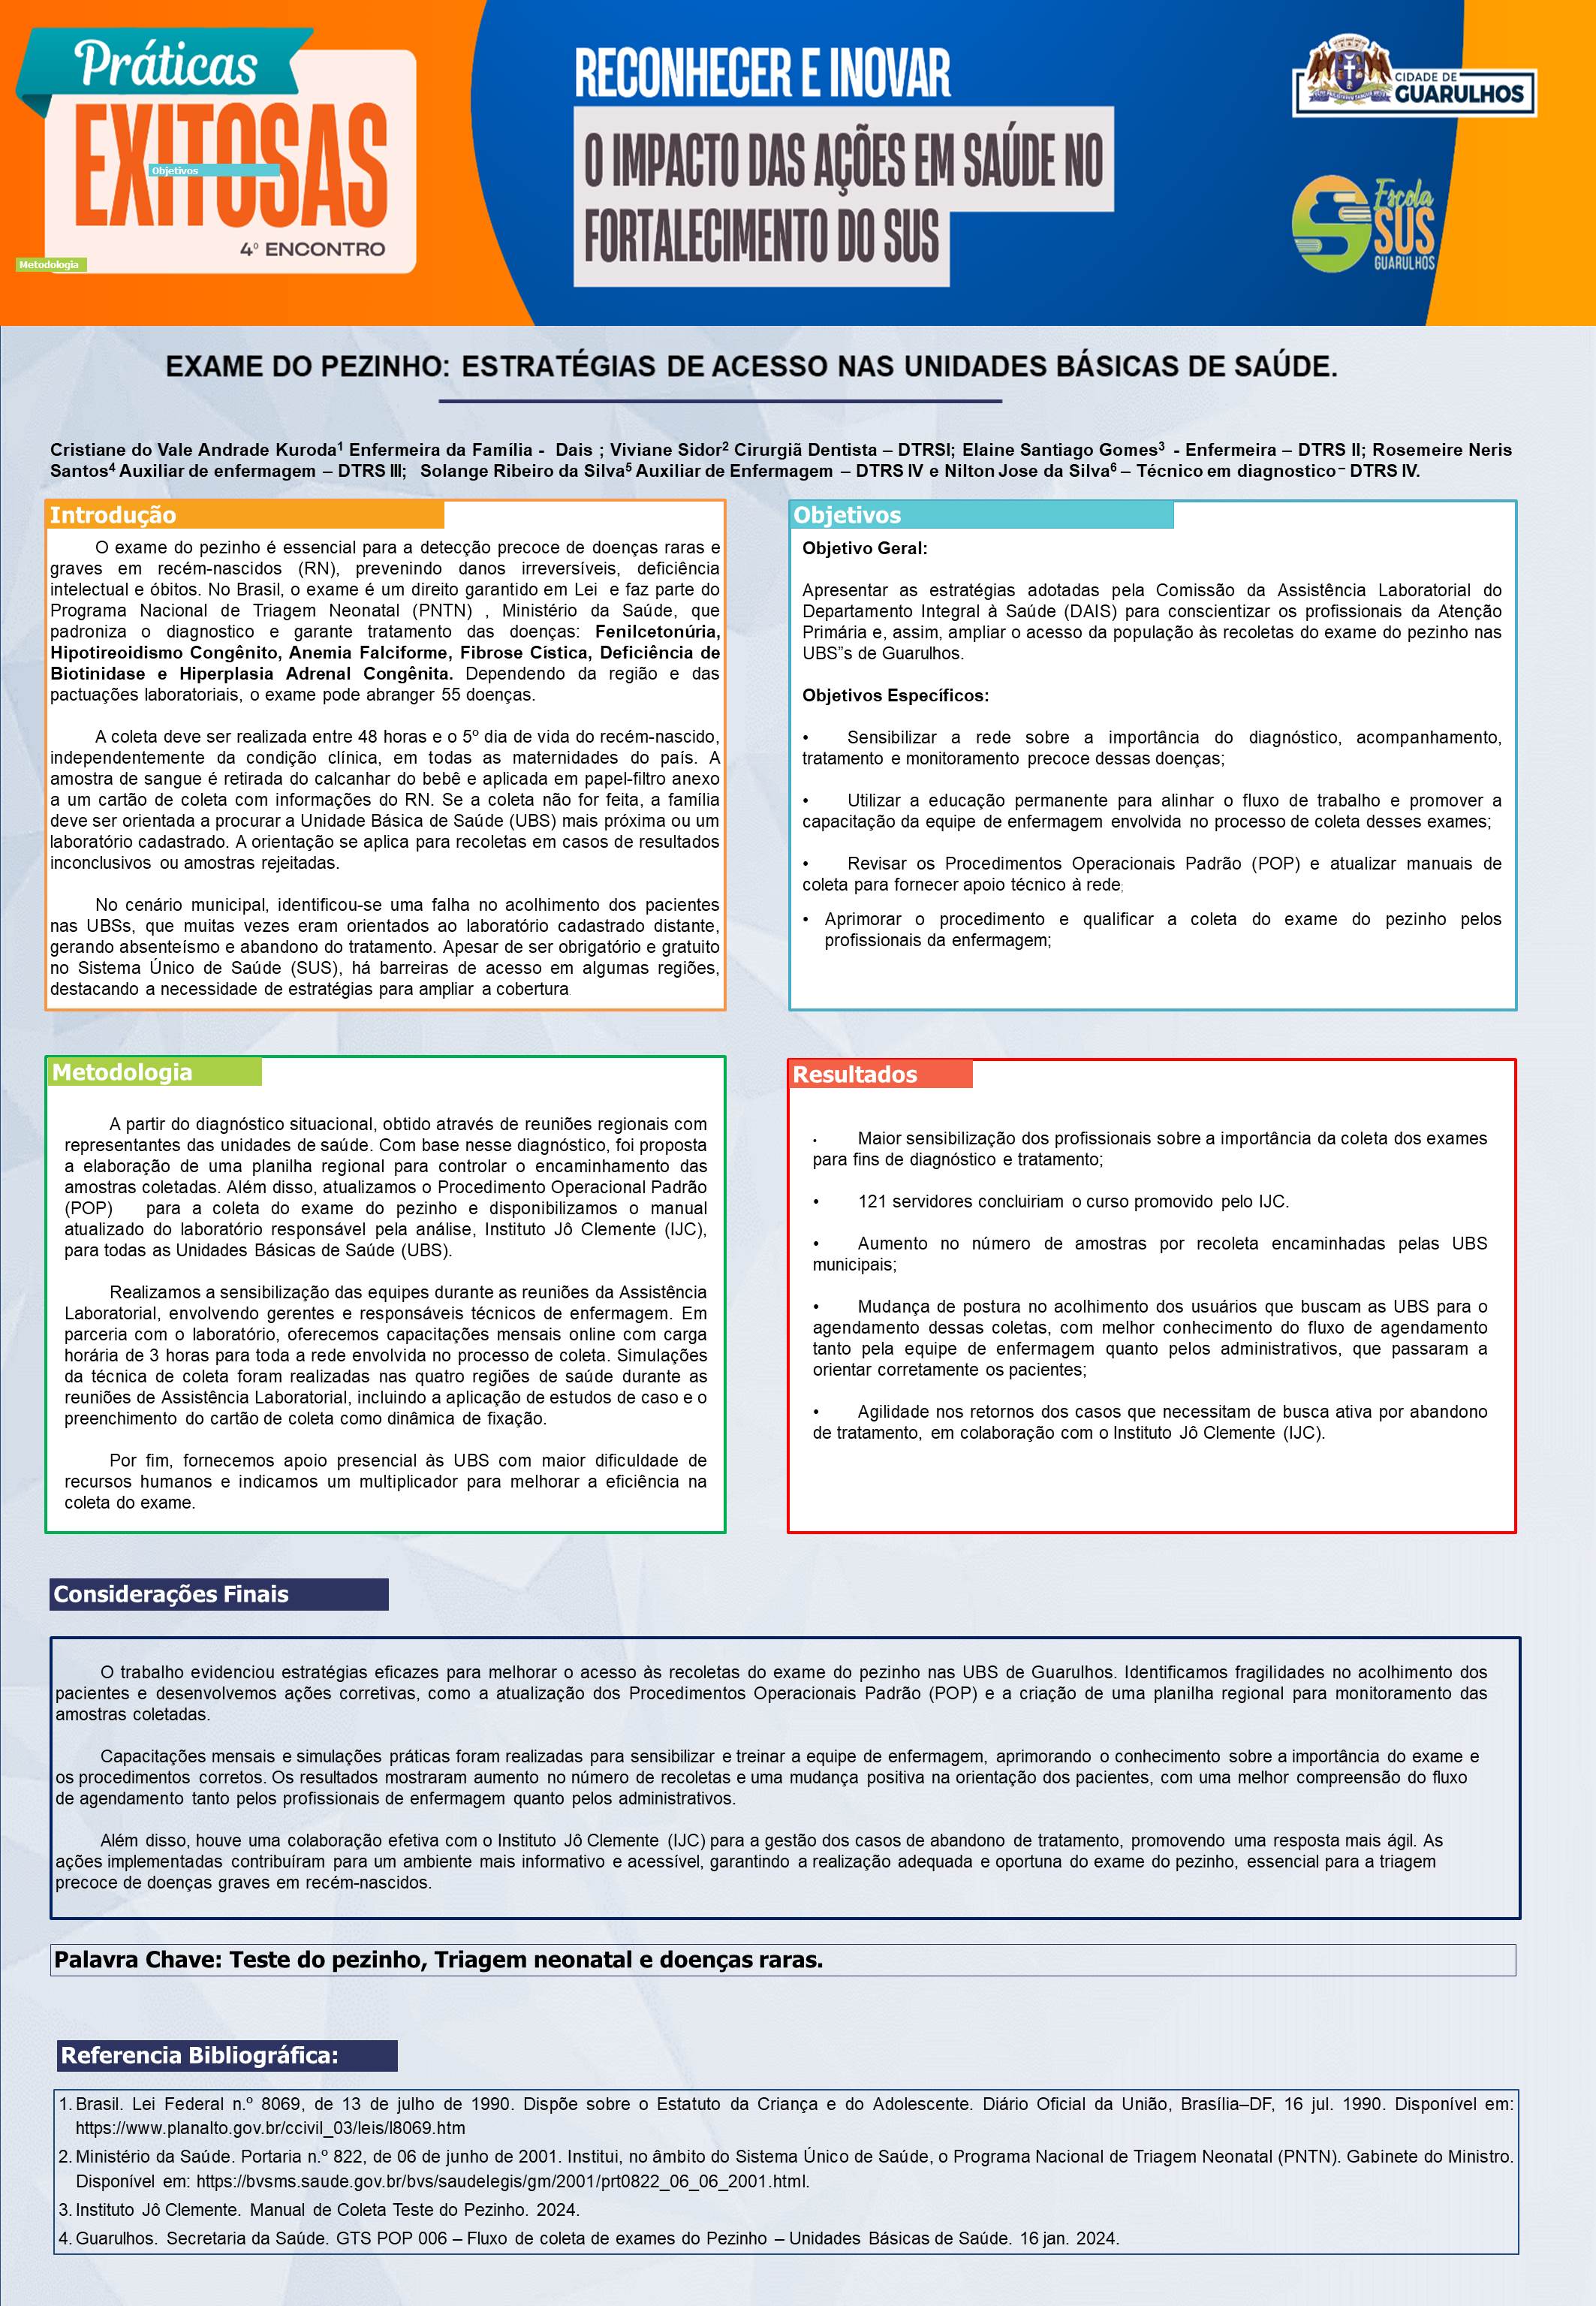 Práticas
EXITOSAS
Objetivos
4º ENCONTRO
Metodologia
RECONHECER E INOVAR
O IMPACTO DAS AÇÕES EM SAÚDE NO
FORTALECIMENTO DO SUS
CIDADE DE
GUARULHOS
Escola
SUS
GUARULHOS
EXAME DO PEZINHO: ESTRATÉGIAS DE ACESSO NAS UNIDADES BÁSICAS DE SAÚDE.
Cristiane do Vale Andrade Kuroda¹ Enfermeira da Família - Dais ; Viviane Sidor² Cirurgiã Dentista – DTRSI; Elaine Santiago Gomes³ - Enfermeira – DTRS II; Rosemeire Neris
Santos⁴ Auxiliar de enfermagem – DTRS III; Solange Ribeiro da Silva⁵ Auxiliar de Enfermagem – DTRS IV e Nilton Jose da Silva⁶ – Técnico em diagnostico – DTRS IV.
Introdução
O exame do pezinho é essencial para a detecção precoce de doenças raras e
graves em recém-nascidos (RN), prevenindo danos irreversíveis, deficiência
intelectual e óbitos. No Brasil, o exame é um direito garantido em Lei e faz parte do
Programa Nacional de Triagem Neonatal (PNTN) , Ministério da Saúde, que
padroniza o diagnostico e garante tratamento das doenças: Fenilcetonúria,
Hipotireoidismo Congênito, Anemia Falciforme, Fibrose Cística, Deficiência de
Biotinidase e Hiperplasia Adrenal Congênita. Dependendo da região e das
pactuações laboratoriais, o exame pode abranger 55 doenças.
A coleta deve ser realizada entre 48 horas e o 5º dia de vida do recém-nascido,
independentemente da condição clínica, em todas as maternidades do país. A
amostra de sangue é retirada do calcanhar do bebê e aplicada em papel-filtro anexo
a um cartão de coleta com informações do RN. Se a coleta não for feita, a família
deve ser orientada a procurar a Unidade Básica de Saúde (UBS) mais próxima ou um
laboratório cadastrado. A orientação se aplica para recoletas em casos de resultados
inconclusivos ou amostras rejeitadas.
No cenário municipal, identificou-se uma falha no acolhimento dos pacientes
nas UBSs, que muitas vezes eram orientados ao laboratório cadastrado distante,
gerando absenteísmo e abandono do tratamento. Apesar de ser obrigatório e gratuito
no Sistema Único de Saúde (SUS), há barreiras de acesso em algumas regiões,
destacando a necessidade de estratégias para ampliar a cobertura
Objetivos
Objetivo Geral:
Apresentar as estratégias adotadas pela Comissão da Assistência Laboratorial do
Departamento Integral à Saúde (DAIS) para conscientizar os profissionais da Atenção
Primária e, assim, ampliar o acesso da população às recoletas do exame do pezinho nas
UBS"s de Guarulhos.
Objetivos Específicos:
• Sensibilizar a rede sobre a importância do diagnóstico, acompanhamento,
tratamento e monitoramento precoce dessas doenças;
• Utilizar a educação permanente para alinhar o fluxo de trabalho e promover a
capacitação da equipe de enfermagem envolvida no processo de coleta desses exames;
• Revisar os Procedimentos Operacionais Padrão (POP) e atualizar manuais de
coleta para fornecer apoio técnico à rede;
• Aprimorar o procedimento e qualificar a coleta do exame do pezinho pelos
profissionais da enfermagem;
Metodologia
A partir do diagnóstico situacional, obtido através de reuniões regionais com
representantes das unidades de saúde. Com base nesse diagnóstico, foi proposta
a elaboração de uma planilha regional para controlar o encaminhamento das
amostras coletadas. Além disso, atualizamos o Procedimento Operacional Padrão
(POP) para a coleta do exame do pezinho e disponibilizamos o manual
atualizado do laboratório responsável pela análise, Instituto Jô Clemente (IJC),
para todas as Unidades Básicas de Saúde (UBS).
Realizamos a sensibilização das equipes durante as reuniões da Assistência
Laboratorial, envolvendo gerentes e responsáveis técnicos de enfermagem. Em
parceria com o laboratório, oferecemos capacitações mensais online com carga
horária de 3 horas para toda a rede envolvida no processo de coleta. Simulações
da técnica de coleta foram realizadas nas quatro regiões de saúde durante as
reuniões de Assistência Laboratorial, incluindo a aplicação de estudos de caso e o
preenchimento do cartão de coleta como dinâmica de fixação.
Por fim, fornecemos apoio presencial às UBS com maior dificuldade de
recursos humanos e indicamos um multiplicador para melhorar a eficiência na
coleta do exame.
Resultados
• Maior sensibilização dos profissionais sobre a importância da coleta dos exames
para fins de diagnóstico e tratamento;
• 121 servidores concluiriam o curso promovido pelo IJC.
• Aumento no número de amostras por recoleta encaminhadas pelas UBS
municipais;
• Mudança de postura no acolhimento dos usuários que buscam as UBS para o
agendamento dessas coletas, com melhor conhecimento do fluxo de agendamento
tanto pela equipe de enfermagem quanto pelos administrativos, que passaram a
orientar corretamente os pacientes;
• Agilidade nos retornos dos casos que necessitam de busca ativa por abandono
de tratamento, em colaboração com o Instituto Jô Clemente (IJC).
Considerações Finais
O trabalho evidenciou estratégias eficazes para melhorar o acesso às recoletas do exame do pezinho nas UBS de Guarulhos. Identificamos fragilidades no acolhimento dos
pacientes e desenvolvemos ações corretivas, como a atualização dos Procedimentos Operacionais Padrão (POP) e a criação de uma planilha regional para monitoramento das
amostras coletadas.
Capacitações mensais e simulações práticas foram realizadas para sensibilizar e treinar a equipe de enfermagem, aprimorando o conhecimento sobre a importância do exame e
os procedimentos corretos. Os resultados mostraram aumento no número de recoletas e uma mudança positiva na orientação dos pacientes, com uma melhor compreensão do fluxo
de agendamento tanto pelos profissionais de enfermagem quanto pelos administrativos.
Além disso, houve uma colaboração efetiva com o Instituto Jô Clemente (IJC) para a gestão dos casos de abandono de tratamento, promovendo uma resposta mais ágil. As
ações implementadas contribuíram para um ambiente mais informativo e acessível, garantindo a realização adequada e oportuna do exame do pezinho, essencial para a triagem
precoce de doenças graves em recém-nascidos.
Palavra Chave: Teste do pezinho, Triagem neonatal e doenças raras.
Referencia Bibliográfica:
1. Brasil. Lei Federal n.º 8069, de 13 de julho de 1990. Dispõe sobre o Estatuto da Criança e do Adolescente. Diário Oficial da União, Brasília–DF, 16 jul. 1990. Disponível em:
https://www.planalto.gov.br/ccivil_03/leis/l8069.htm
2. Ministério da Saúde. Portaria n.º 822, de 06 de junho de 2001. Institui, no âmbito do Sistema Único de Saúde, o Programa Nacional de Triagem Neonatal (PNTN). Gabinete do Ministro.
Disponível em: https://bvsms.saude.gov.br/bvs/saudelegis/gm/2001/prt0822_06_06_2001.html.
3. Instituto Jô Clemente. Manual de Coleta Teste do Pezinho. 2024.
4. Guarulhos. Secretaria da Saúde. GTS POP 006 – Fluxo de coleta de exames do Pezinho – Unidades Básicas de Saúde. 16 jan. 2024.